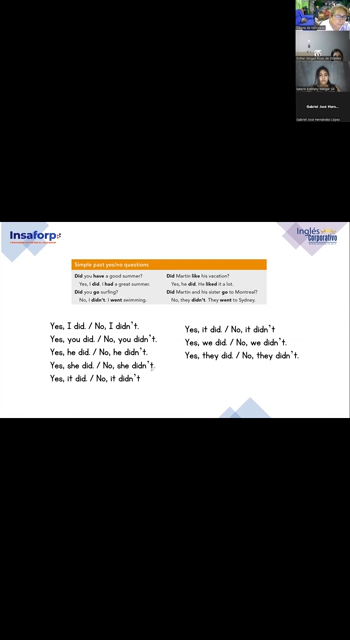 Gabriel José Hern...
Gabriel José Hernández López
Insaforp
Inglés
corporativo
Simple past yes/no questions
Did you have a good summer?
Yes, I did. I had a great summer.
Did you go surfing?
No, I didn't. I went swimming.
Did Martin like his vacation?
Yes, he did. He liked it a lot.
Did Martin and his sister go to Montreal?
No, they didn't. They went to Sydney.
Yes, I did. / No, I didn't.
Yes, you did. / No, you didn't.
Yes, he did. / No, he didn't.
Yes, she did. / No, she didn't.
Yes, it did. / No, it didn't
Yes, it did. / No, it didn't
Yes, we did. / No, we didn't.
Yes, they did. / No, they didn't.